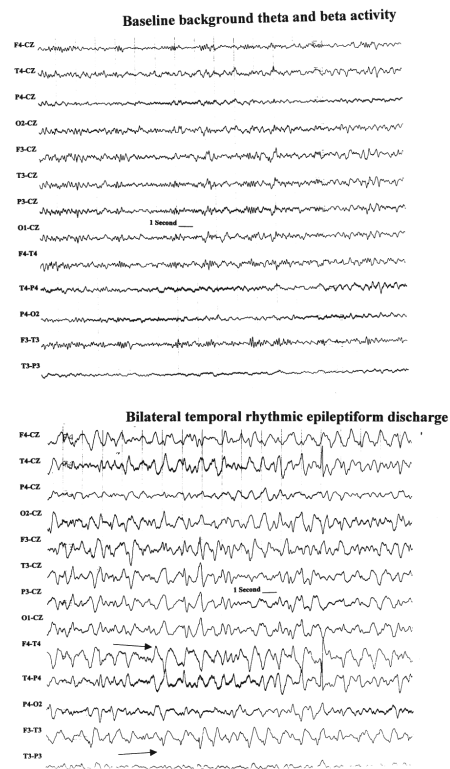 Baseline background theta and beta activity
F4-CZ
T4-CZ
P4-CZ
O2-CZ
F3-CZ
T3-CZ
P3-CZ
1 Second
O1-CZ
F4-T4
T4-P4
P4-O2
F3-T3
T3-P3
Bilateral temporal rhythmic epileptiform discharge
F4-CZ
T4-CZ
P4-CZ
O2-CZ
F3-CZ
T3-CZ
P3-CZ
1 Second
O1-CZ
F4-T4
T4-P4
P4-O2
F3-T3
T3-P3